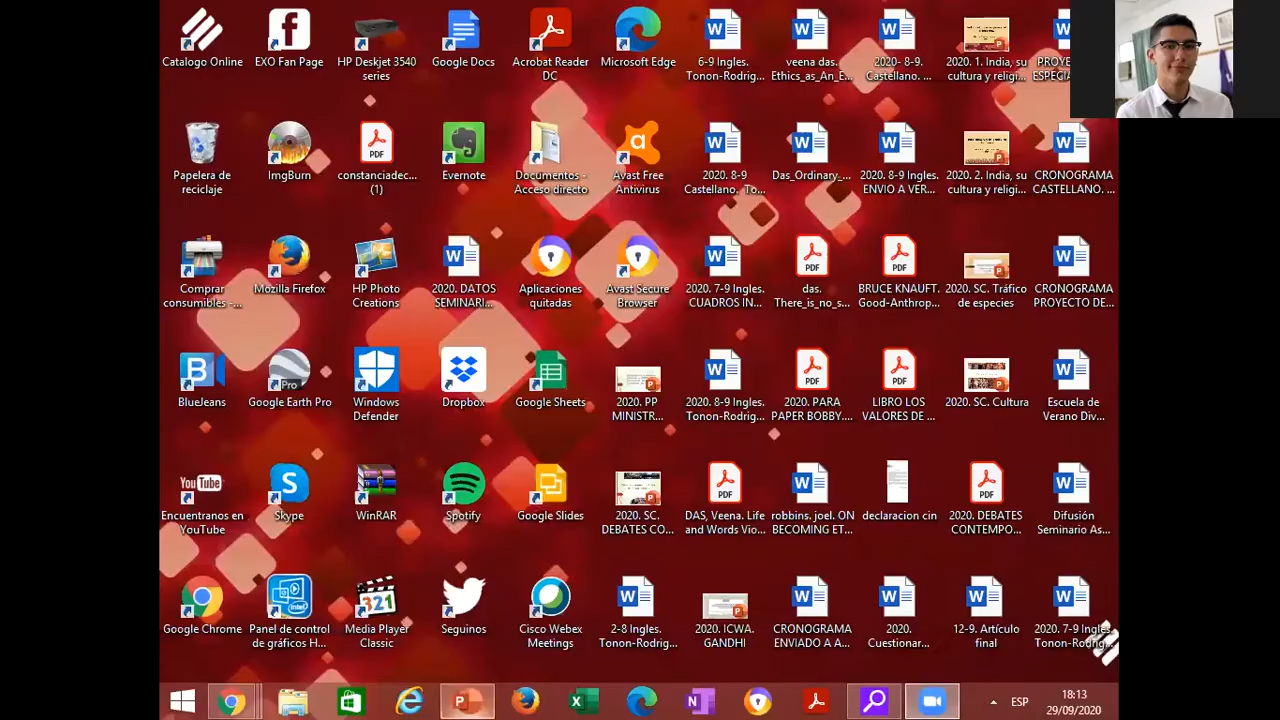 Catalogo Online
EXO Fan Page
HP Deskjet 3540
series
Google Docs
Acrobat Reader
DC
Microsoft Edge
6-9 Ingles.
Tonon-Rodrig...
veena das.
Ethics_as_An_E...
2020- 8-9.
Castellano. ...
2020. 1. India, su
cultura y religi...
PROYE
ESPECIA
Papelera de
reciclaje
ImgBurn
PDF
constanciadec...
(1)
Evernote
Documentos -
Acceso directo
Avast Free
Antivirus
2020. 8-9
Castellano. To...
Das_Ordinary_...
2020. 8-9 Ingles.
ENVIO A VER...
2020. 2. India, su
cultura y religi...
CRONOGRAMA
CASTELLANO. ...
Comprar
consumibles -...
Mozilla Firefox
HP Photo
Creations
2020. DATOS
SEMINARI...
Aplicaciones
quitadas
Avast Secure
Browser
2020. 7-9 Ingles.
CUADROS IN...
PDF
das.
There_is_no_s...
PDF
BRUCE KNAUFT.
Good-Anthrop...
2020. SC. Tráfico
de especies
CRONOGRAMA
PROYECTO DE...
BlueJeans
Pro
Google Earth Pro
Windows
Defender
Dropbox
Google Sheets
2020. PP
MINISTR...
2020. 8-9 Ingles.
Tonon-Rodrig...
PDF
2020. PARA
PAPER BOBBY....
PDF
LIBRO LOS
VALORES DE ...
2020. SC. Cultura
Escuela de
Verano Div...
YouTube
Encuentranos en
YouTube
Skype
WinRAR
Spotify
Google Slides
2020. SC.
DEBATES CO...
PDF
DAS, Veena. Life
and Words Vio...
robbins. joel. ON
BECOMING ET...
declaracion cin
PDF
2020. DEBATES
CONTEMPO...
Difusión
Seminario As...
Google Chrome
intel
Panel de control
de gráficos H...
321
Media Player
Classic
Seguinos
Cisco Webex
Meetings
2-8 Ingles.
Tonon-Rodrig...
2020. ICWA.
GANDHI
CRONOGRAMA
ENVIADO A A...
2020.
Cuestionar...
12-9. Artículo
final
2020. 7-9 Ingles.
Tonon-Rodrig...
ESP
18:13
29/09/2020